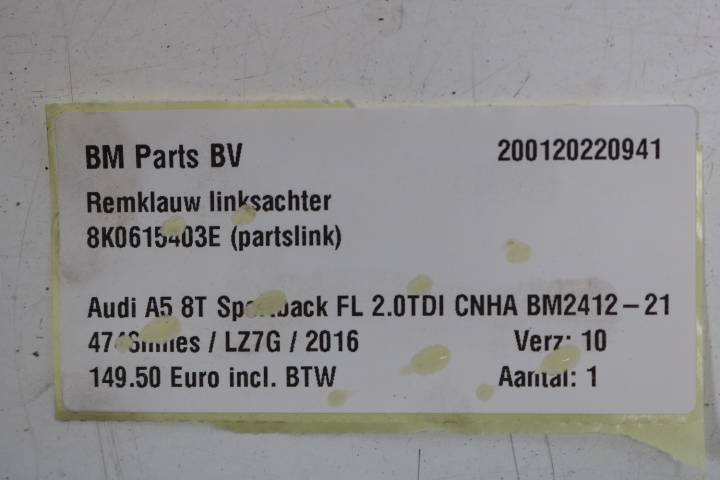 BM Parts BV 200120220941
Remklauw linksachter
8K0615403E (partslink)
Audi A5 8T Sportback FL 2.0TDI CNHA BM2412-21
/ LZ7G / 2016 Verz: 10
149.50 Euro incl. BTW Aantal: 1